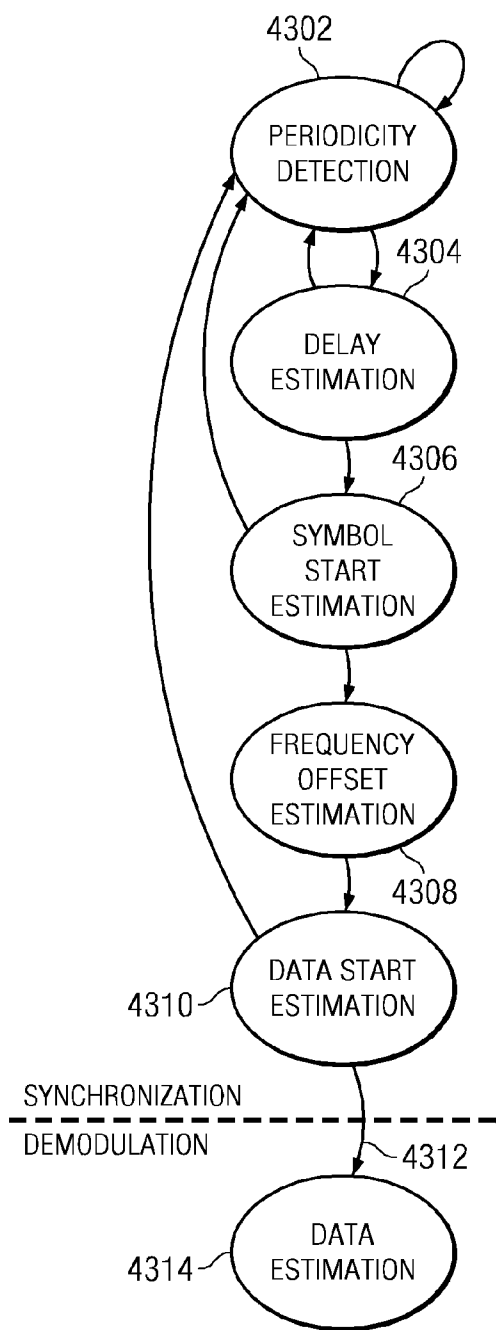 4302
PERIODICITY
DETECTION
4304
DELAY
ESTIMATION
4306
SYMBOL
START
ESTIMATION
FREQUENCY
OFFSET
ESTIMATION
4308
DATA START
ESTIMATION
4310
SYNCHRONIZATION
DEMODULATION
4312
DATA
ESTIMATION
4314